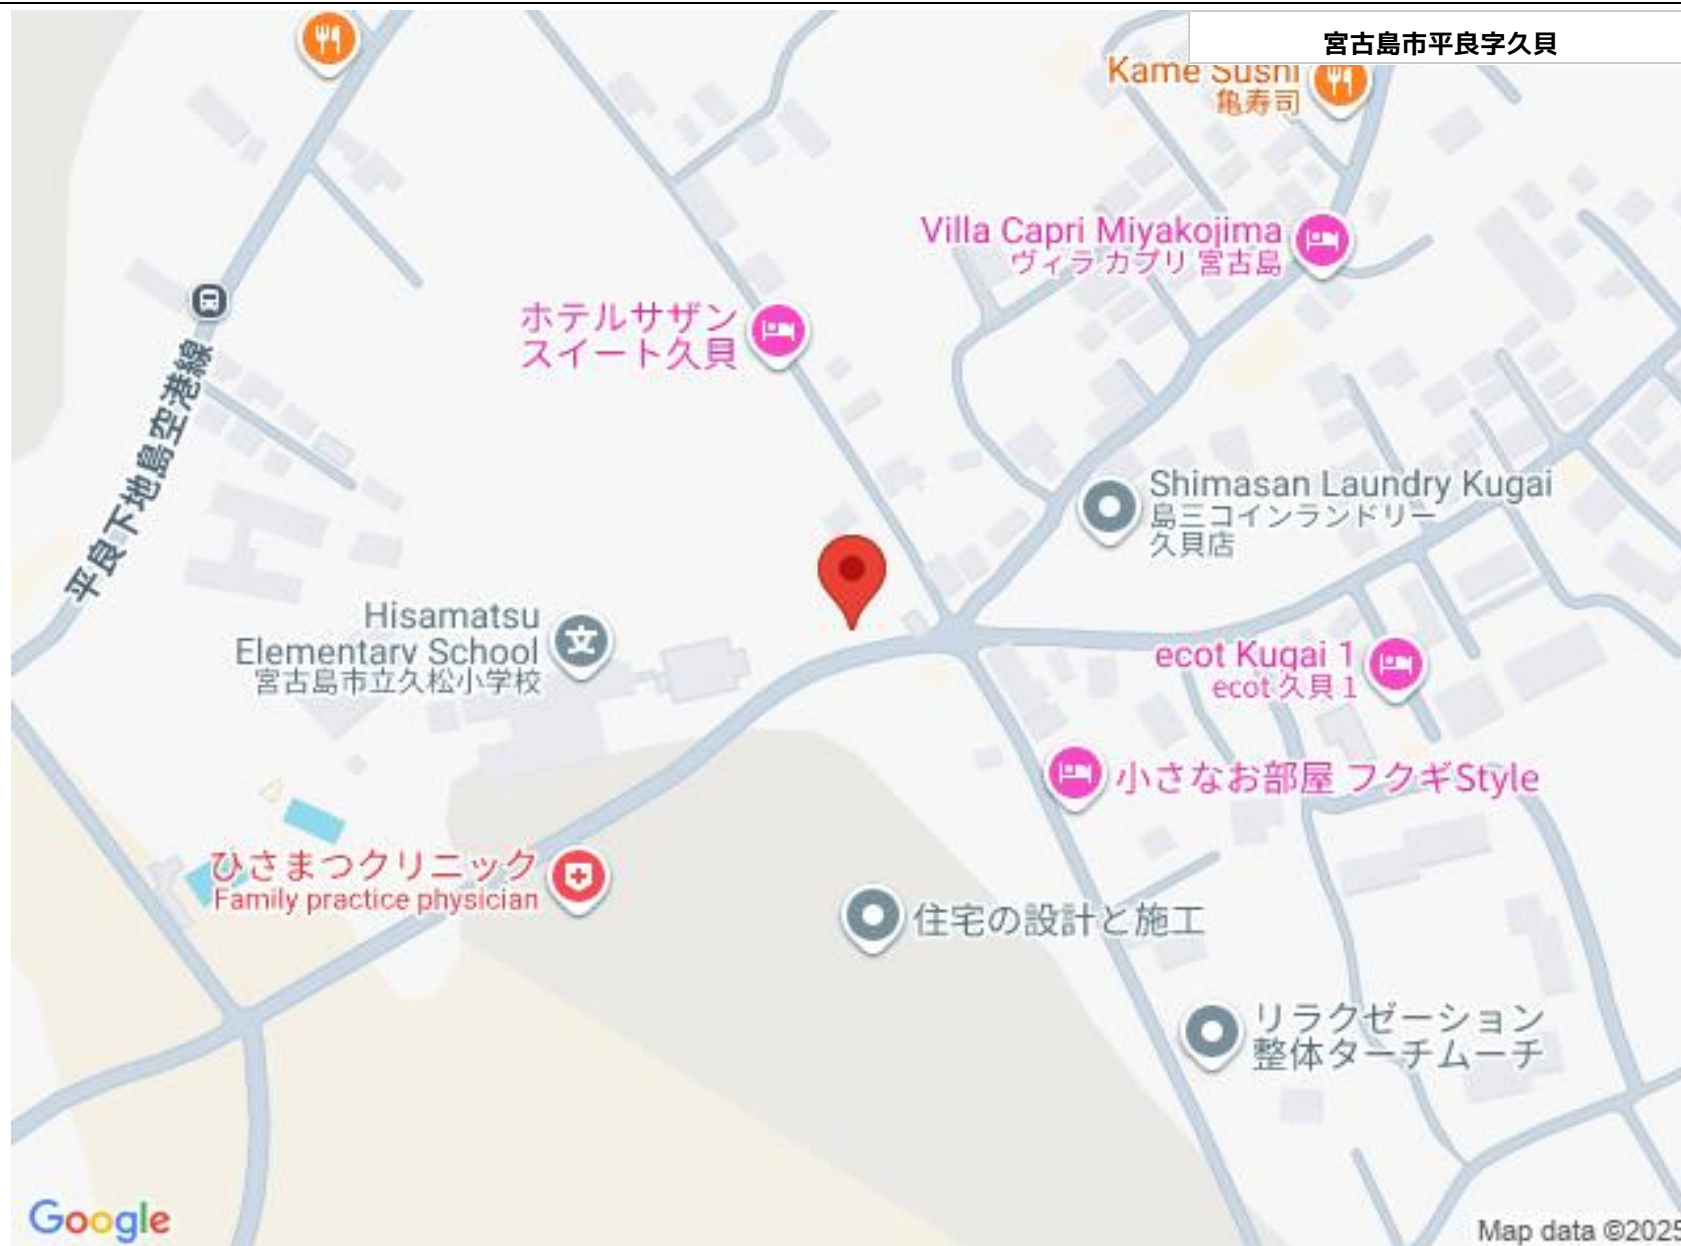 宮古島市平良字久貝
Kame Sushi
亀寿司
Villa Capri Miyakojima
ヴィラ カプリ 宮古島
ホテルサザン
スイート久貝
平良下地島空港線
Shimasan Laundry Kugai
島三コインランドリー
久貝店
Hisamatsu
Elementary School
宮古島市立久松小学校
文
ecot Kugai 1
ecot 久貝 1
小さなお部屋 フクギStyle
ひさまつクリニック
Family practice physician
住宅の設計と施工
リラクゼーション
整体ターチムーチ
Google
Map data ©2025